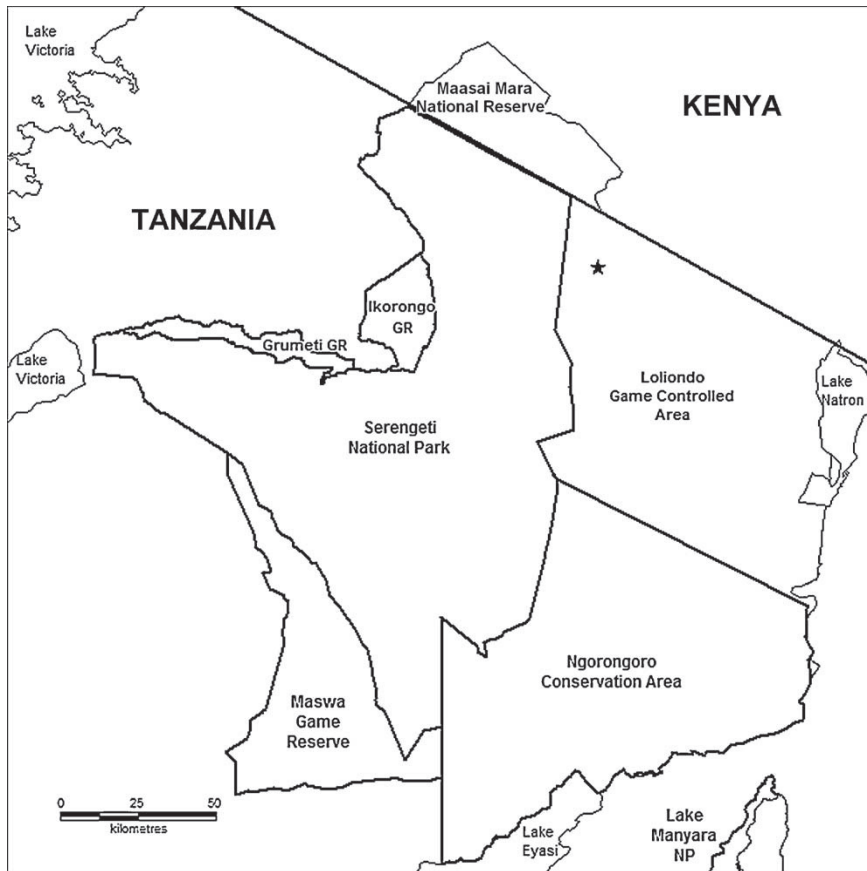 Lake
Victoria
Maasai Mara
National Reserve
KENYA
TANZANIA
Ikorongo
GR
Grumeti GR
Lake
Victoria
Loliondo
Game Controlled
Area
Lake
Natron
Serengeti
National Park
Ngorongoro
Conservation Area
Maswa
Game
Reserve
0 25 50
kilometres
Lake
Eyasi
Lake
Manyara
NP